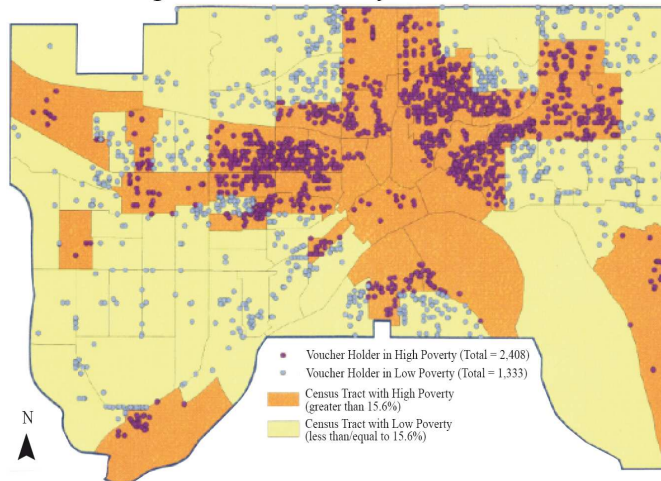 N
Voucher Holder in High Poverty (Total = 2,408)
Voucher Holder in Low Poverty (Total = 1,333)
Census Tract with High Poverty
(greater than 15.6%)
Census Tract with Low Poverty
(less than/equal to 15.6%)